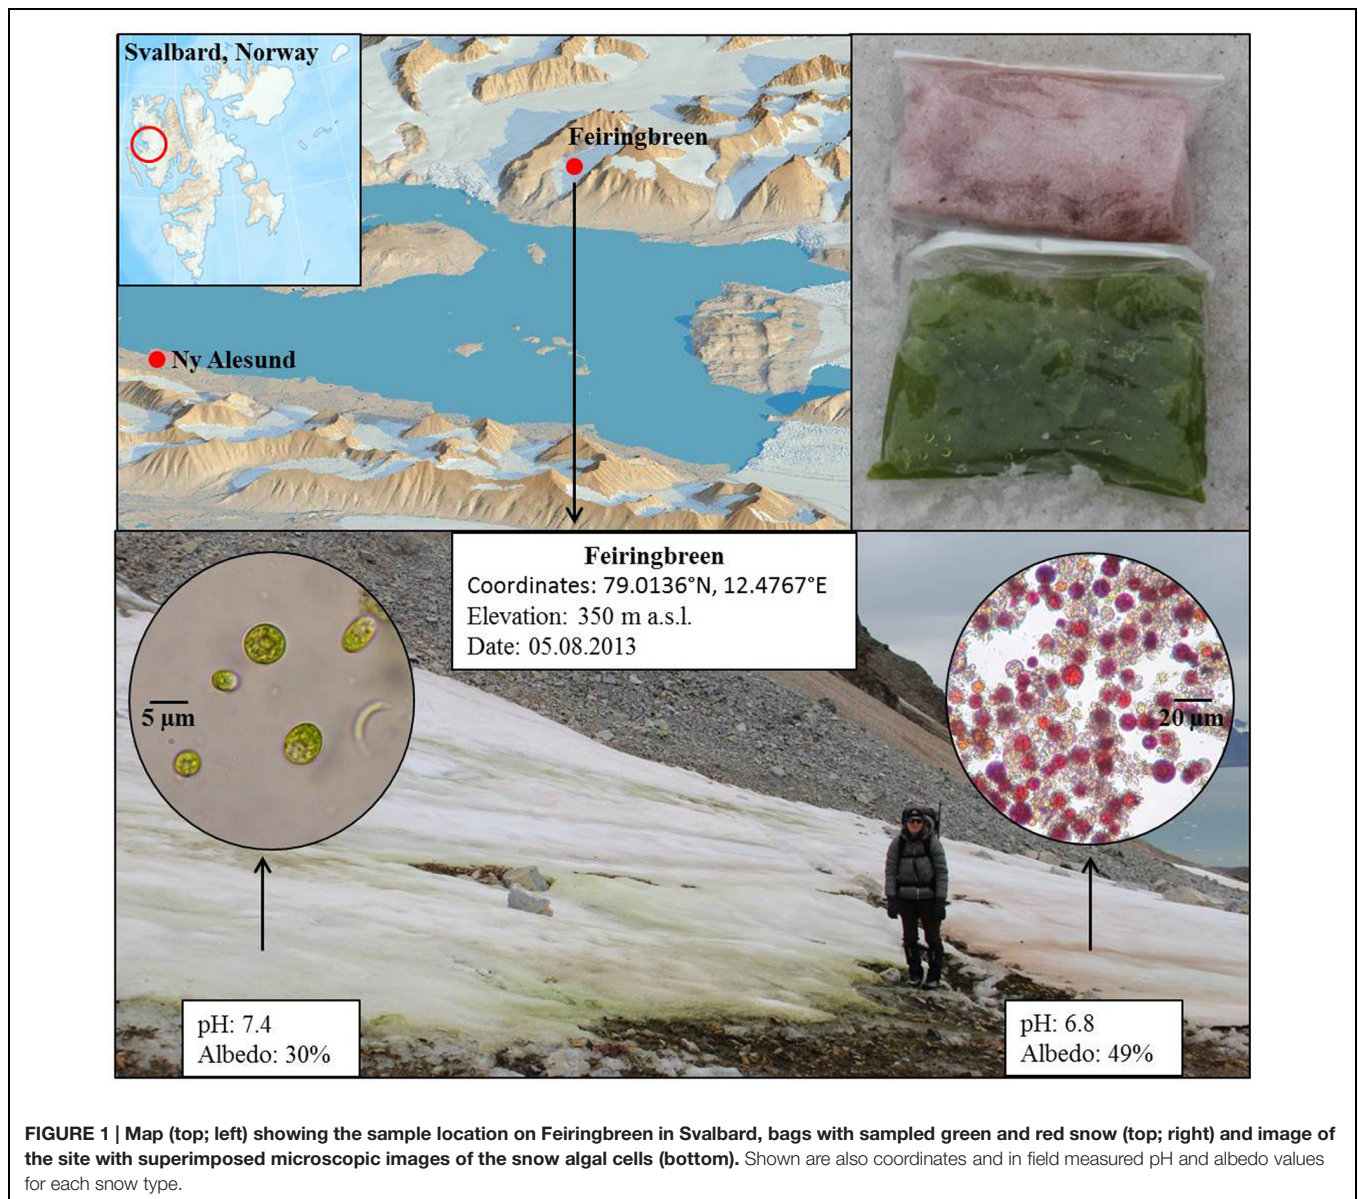 Svalbard, Norway
Feiringbreen
Ny Alesund
Feiringbreen
Coordinates: 79.0136°N, 12.4767°E
Elevation: 350 m a.s.l.
Date: 05.08.2013
5 µm
20 µm
pH: 7.4
Albedo: 30%
pH: 6.8
Albedo: 49%
FIGURE 1 | Map (top; left) showing the sample location on Feiringbreen in Svalbard, bags with sampled green and red snow (top; right) and image of
the site with superimposed microscopic images of the snow algal cells (bottom). Shown are also coordinates and in field measured pH and albedo values
for each snow type.